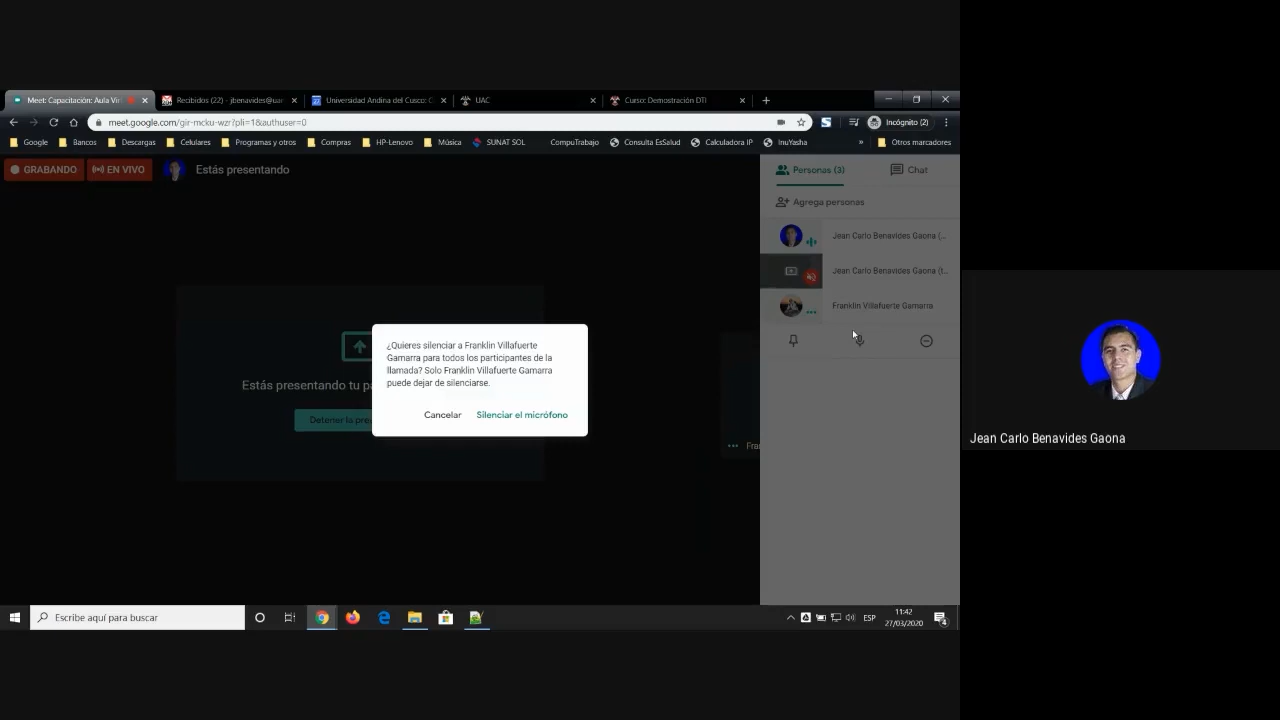 Meet: Capacitación: Aula Vir
Recibidos (22) - jbenavides@uar
Universidad Andina del Cusco: C
UAC
Curso: Demostración DTI
meet.google.com/gir-mcku-wzr?pli=1&authuser=0
Incógnito (2)
Google
Bancos
Descargas
Celulares
Programas y otros
Compras
HP-Lenovo
Música
SUNAT SOL
CompuTrabajo
Consulta EsSalud
Calculadora IP
InuYasha
»
Otros marcadores
GRABANDO
EN VIVO
Estás presentando
Personas (3)
Chat
Agrega personas
Jean Carlo Benavides Gaona (...
Jean Carlo Benavides Gaona (t...
Franklin Villafuerte Gamarra
Estás presentando tu pa
Detener la pre
Fra
¿Quieres silenciar a Franklin Villafuerte
Gamarra para todos los participantes de la
llamada? Solo Franklin Villafuerte Gamarra
puede dejar de silenciarse.
Cancelar
Silenciar el micrófono
Jean Carlo Benavides Gaona
Escribe aquí para buscar
ESP
11:42
27/03/2020
4